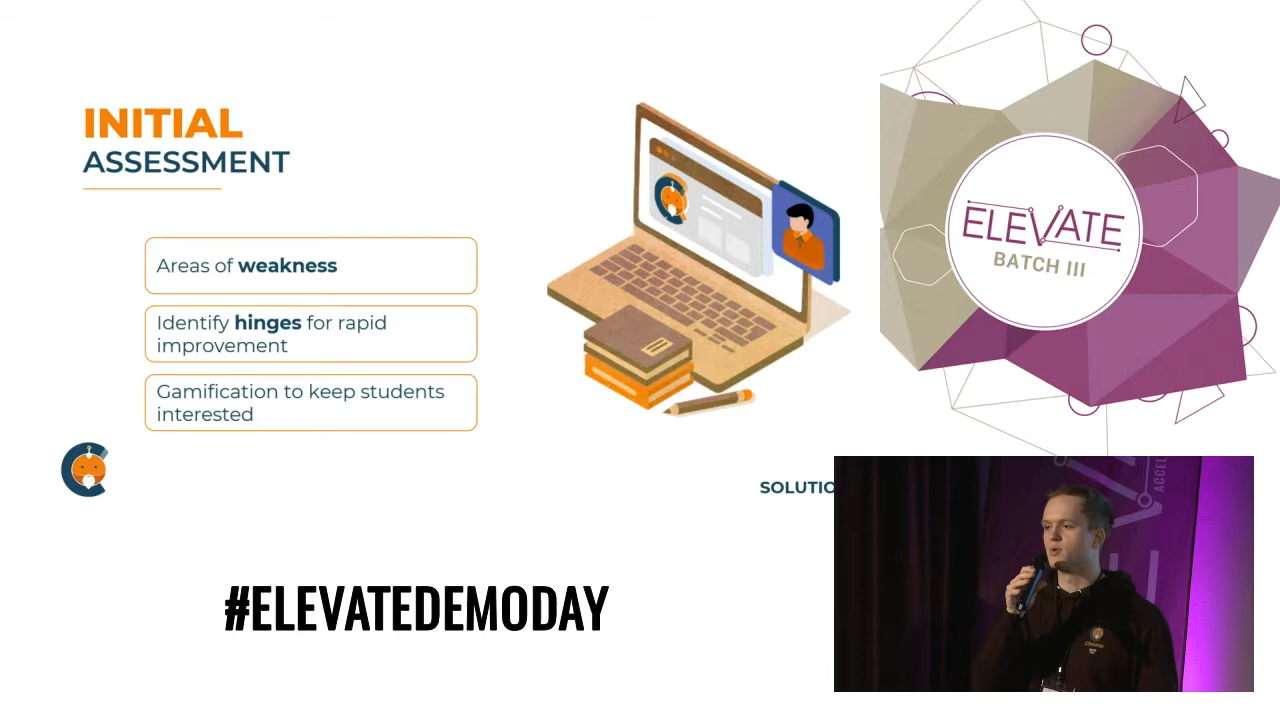 INITIAL
ASSESSMENT
Areas of weakness
Identify hinges for rapid
improvement
Gamification to keep students
interested
SOLUTIO
#ELEVATEDEMODAY
ELEVATE
BATCH III